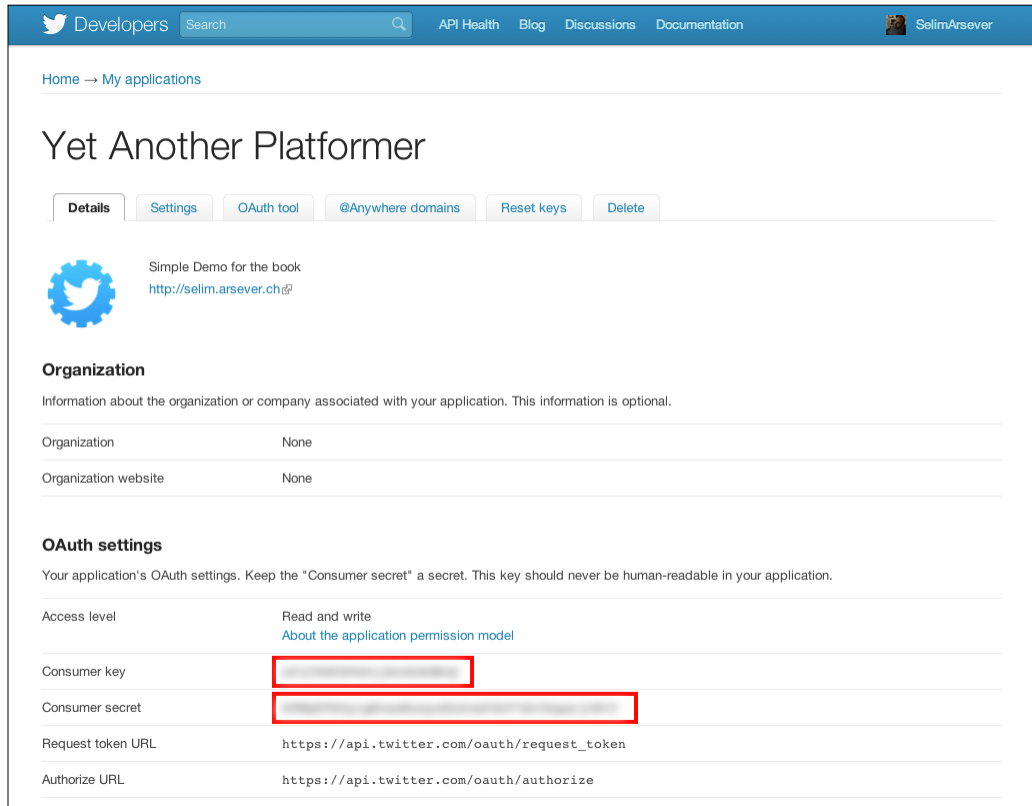 Developers Search API Health Blog Discussions Documentation SelimArsever
Home → My applications
Yet Another Platformer
Details Settings OAuth tool @Anywhere domains Reset keys Delete
Simple Demo for the book
http://selim.arsever.ch
Organization
Information about the organization or company associated with your application. This information is optional.
Organization None
Organization website None
OAuth settings
Your application's OAuth settings. Keep the "Consumer secret" a secret. This key should never be human-readable in your application.
Access level Read and write
About the application permission model
Consumer key
Consumer secret
Request token URL https://api.twitter.com/oauth/request_token
Authorize URL https://api.twitter.com/oauth/authorize